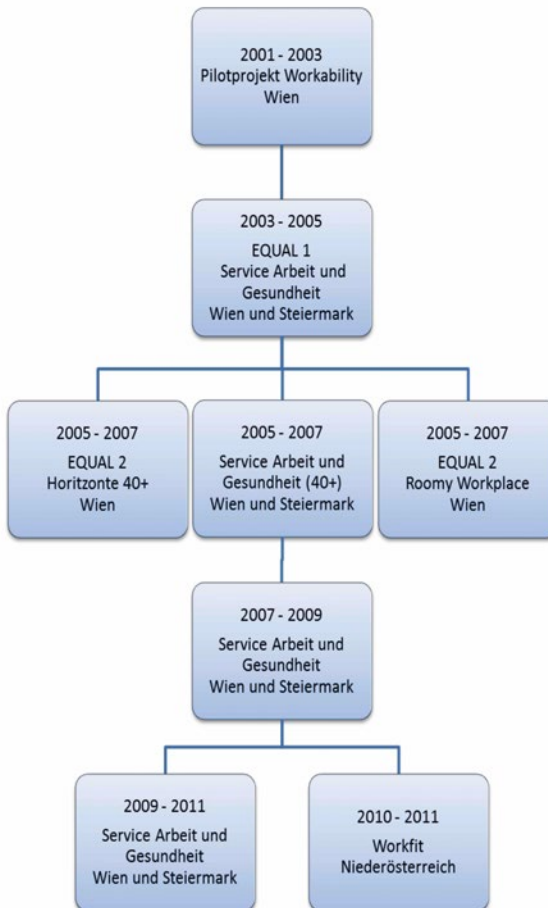 2001 - 2003
Pilotprojekt Workability
Wien
2003 - 2005
EQUAL 1
Service Arbeit und
Gesundheit
Wien und Steiermark
2005 - 2007
EQUAL 2
Horitzonte 40+
Wien
2005 - 2007
Service Arbeit und
Gesundheit (40+)
Wien und Steiermark
2005 - 2007
EQUAL 2
Roomy Workplace
Wien
2007 - 2009
Service Arbeit und
Gesundheit
Wien und Steiermark
2009 - 2011
Service Arbeit und
Gesundheit
Wien und Steiermark
2010 - 2011
Workfit
Niederösterreich